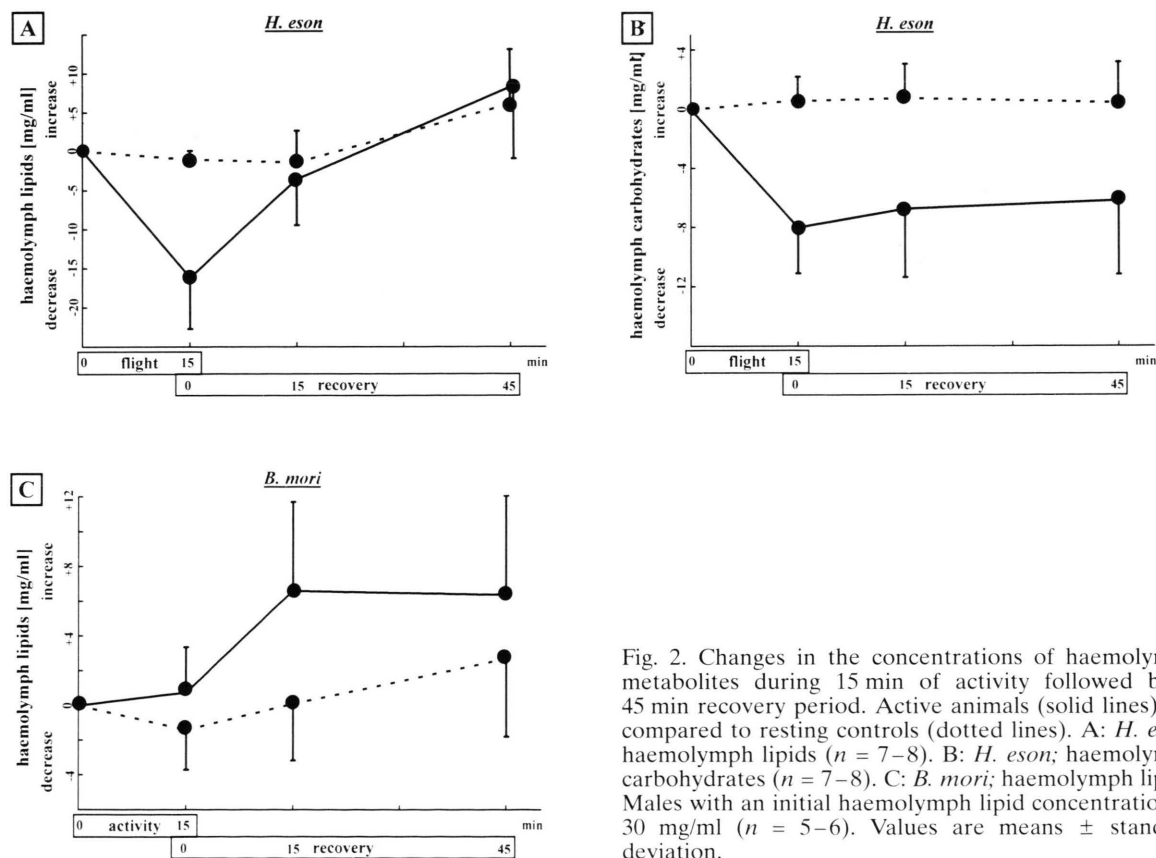 A
H. eson
haemolymph lipids [mg/ml]
decrease increase
+10
+5
0
-5
-10
-15
-20
0 flight 15
min
0 15 recovery 45
B
H. eson
haemolymph carbohydrates [mg/ml]
decrease increase
+4
0
-4
-8
-12
0 flight 15
min
0 15 recovery 45
C
B. mori
haemolymph lipids [mg/ml]
decrease increase
+12
+8
+4
0
-4
0 activity 15
min
0 15 recovery 45
Fig. 2. Changes in the concentrations of haemolyn
metabolites during 15 min of activity followed b
45 min recovery period. Active animals (solid lines)
compared to resting controls (dotted lines). A: H. e
haemolymph lipids (n = 7–8). B: H. eson; haemolyn
carbohydrates (n = 7–8). C: B. mori; haemolymph lip
Males with an initial haemolymph lipid concentratio
30 mg/ml (n = 5–6). Values are means ± stand
deviation.